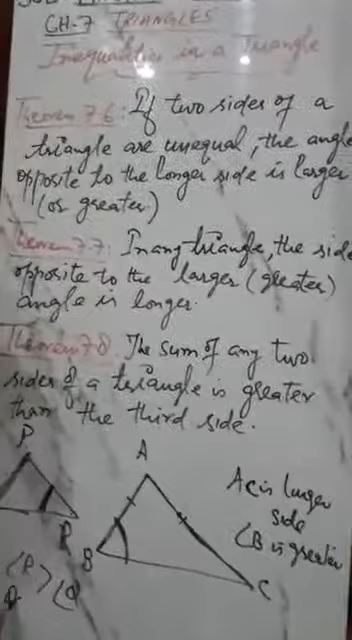 CH-7 TRIANGLES
Inequalities in a Triangle
Theorem 7.6: If two sides of a
triangle are unequal, the angle
opposite to the longer side is larger
(or greater)
Theorem 7.7: In any triangle, the side
opposite to the larger (greater)
angle is longer.
Theorem 7.8 The sum of any two
sides of a triangle is greater
than the third side.
P
A
AC is longer
side
∠B is greater
R
B
C